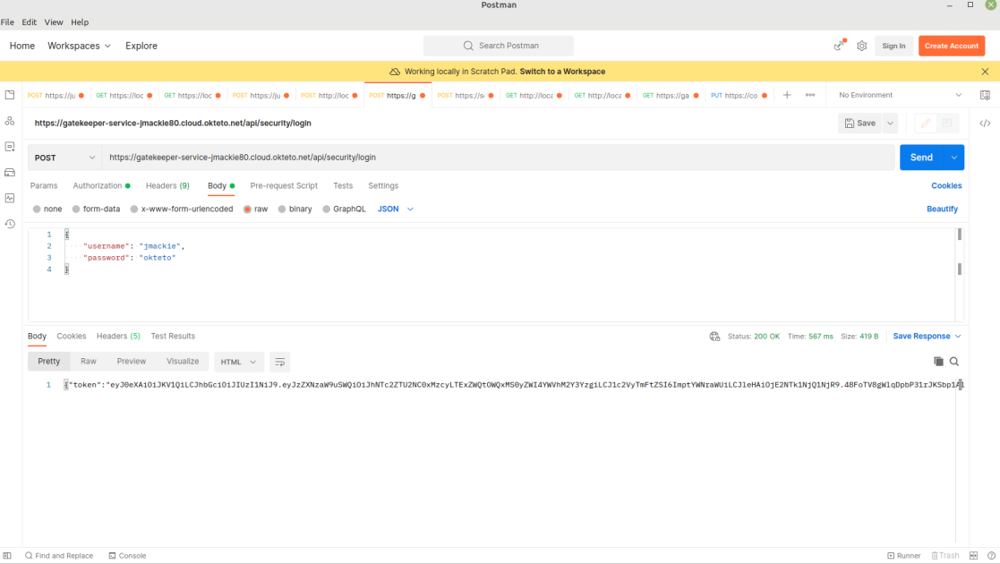 Postman
File Edit View Help
Home Workspaces Explore Search Postman Sign In Create Account
Working locally in Scratch Pad. Switch to a Workspace
POST https://ju GET https://loc GET https://loc POST https://ju POST http://loc POST https://g POST https://s GET http://loca GET http://loca GET https://ga PUT https://co No Environment
https://gatekeeper-service-jmackie80.cloud.okteto.net/api/security/login Save
POST https://gatekeeper-service-jmackie80.cloud.okteto.net/api/security/login Send
Params Authorization Headers (9) Body Pre-request Script Tests Settings Cookies
none form-data x-www-form-urlencoded raw binary GraphQL JSON Beautify
1 {
2 "username": "jmackie",
3 "password": "okteto"
4 }
Body Cookies Headers (5) Test Results Status: 200 OK Time: 567 ms Size: 419 B Save Response
Pretty Raw Preview Visualize HTML
1 {"token":"
Find and Replace Console Runner Trash